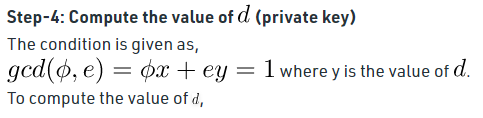 Step-4: Compute the value of d (private key)
The condition is given as,
gcd(ϕ, e) = ϕx + ey = 1 where y is the value of d.
To compute the value of d,